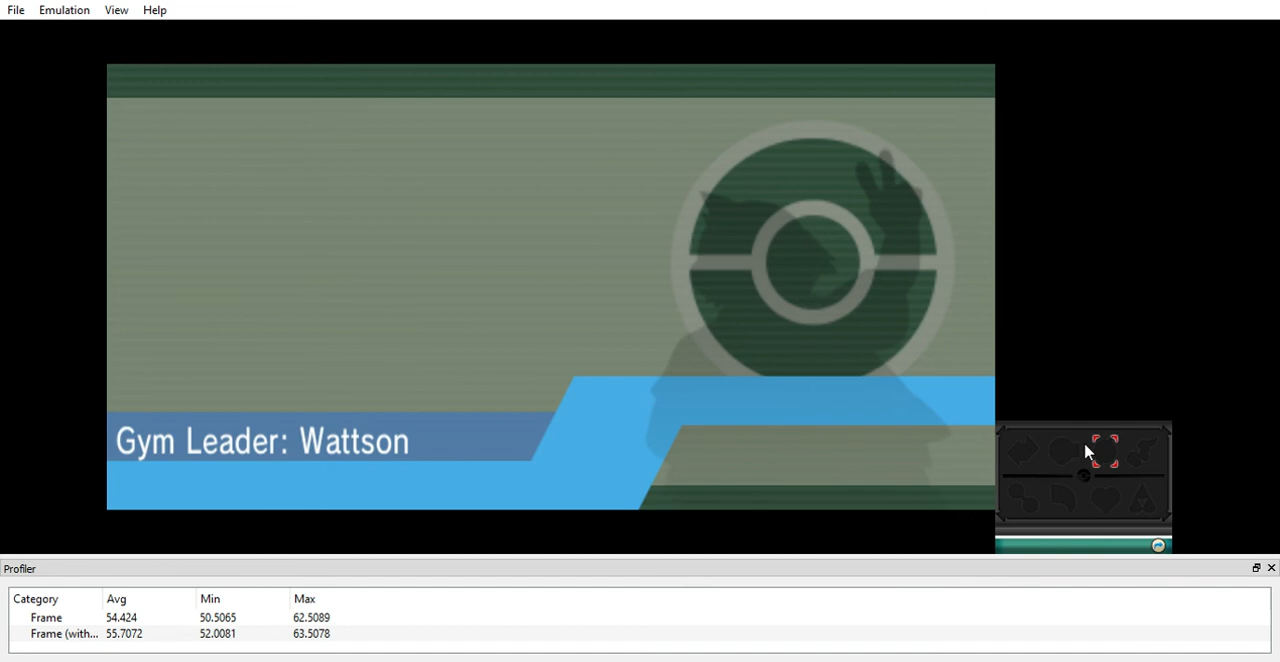 File Emulation View Help
Gym Leader: Wattson
Profiler
Category Avg Min Max
Frame 54.424 50.5065 62.5089
Frame (with... 55.7072 52.0081 63.5078